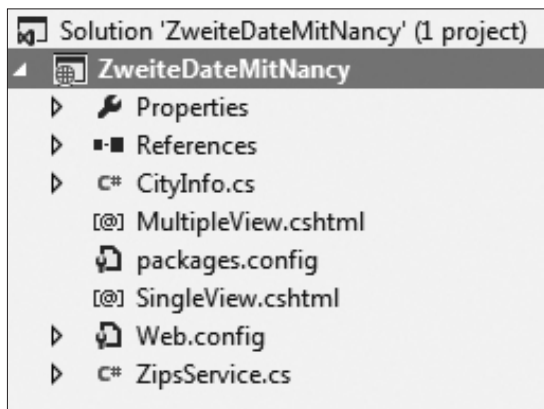 Solution 'ZweiteDateMitNancy' (1 project)
ZweiteDateMitNancy
Properties
References
C# CityInfo.cs
[@] MultipleView.cshtml
packages.config
[@] SingleView.cshtml
Web.config
C# ZipsService.cs